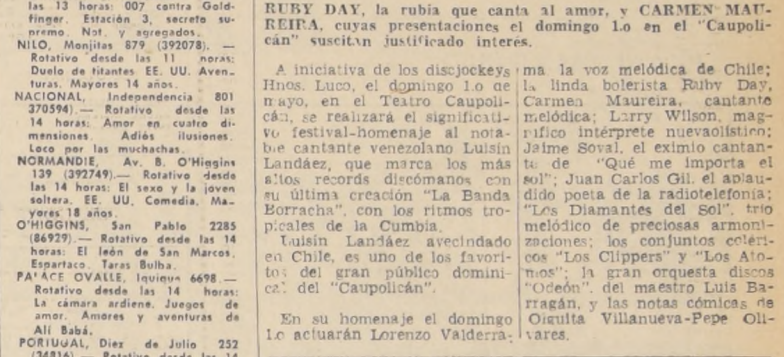 las 13 horas: 007 contra Gold-
finger. Estación 3, secreto su-
premo. Not. y agregados.
NILO, Monjitas 879 (392078). —
Rotativo desde las 11 horas:
Duelo de titantes EE. UU. Aven-
turas. Mayores 14 años.
NACIONAL, Independencia 801
370594). — Rotativo desde las
14 horas: Amor en cuatro di-
mensiones. Adiós ilusiones.
Loco por las muchachas.
NORMANDIE, Av. B. O'Higgins
139 (392749).— Rotativo desde
las 14 horas: El sexo y la joven
soltera. EE. UU. Comedia. Ma-
yores 18 años.
O'HIGGINS, San Pablo 2285
(86929).— Rotativo desde las 14
horas: El león de San Marcos.
Espartaco. Taras Bulba.
PALACE OVALLE, Iquique 6698.—
Rotativo desde las 14 horas:
La cámara ardiene. Juegos de
amor. Amores y aventuras de
Alí Babá.
PORTUGAL, Diez de Julio 252
(34816) — Rotativo desde las 14
RUBY DAY, la rubia que canta al amor, y CARMEN MAU-
REIRA, cuyas presentaciones el domingo 1.o en el "Caupoli-
cán" suscitan justificado interés.
A iniciativa de los discjockeys
Hnos. Luco, el domingo 1.o de
mayo, en el Teatro Caupoli-
cán, se realizará el significati-
vo festival-homenaje al nota-
ble cantante venezolano Luisín
Landáez, que marca los más
altos records discómanos con
su última creación "La Banda
Borracha", con los ritmos tro-
picales de la Cumbia.
Luisín Landáez avecindado
en Chile, es uno de los favori-
tos del gran público domini-
cal del "Caupolicán".
En su homenaje el domingo
1.o actuarán Lorenzo Valderra-
ma la voz melódica de Chile;
la linda bolerista Ruby Day,
Carmen Maureira, cantante
melódica; Larry Wilson, mag-
nífico intérprete nuevaolístico;
Jaime Soval, el eximio cantan-
te de "Qué me importa el
sol"; Juan Carlos Gil, el aplau-
dido poeta de la radiotelefonía;
"Los Diamantes del Sol", trío
melódico de preciosas armoni-
zaciones; los conjuntos coléri-
cos "Los Clippers" y "Los Ato-
mos"; la gran orquesta discos
"Odeón", del maestro Luis Ba-
rragán, y las notas cómicas de
Olguita Villanueva-Pepe Oli-
vares.